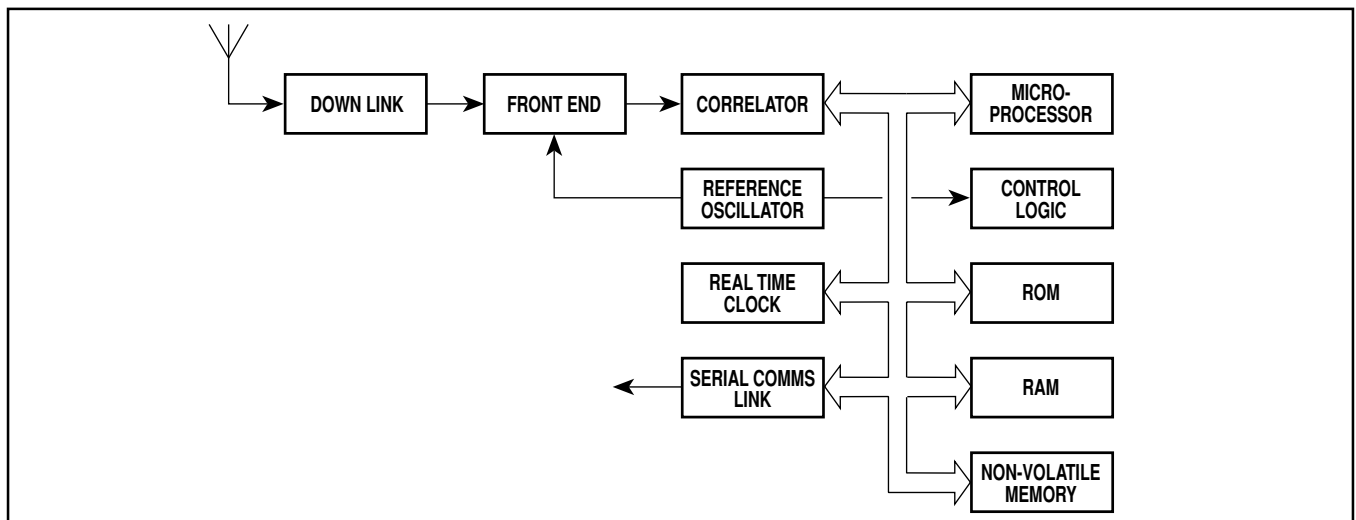 DOWN LINK
FRONT END
CORRELATOR
MICRO-
PROCESSOR
REFERENCE
OSCILLATOR
CONTROL
LOGIC
REAL TIME
CLOCK
ROM
SERIAL COMMS
LINK
RAM
NON-VOLATILE
MEMORY